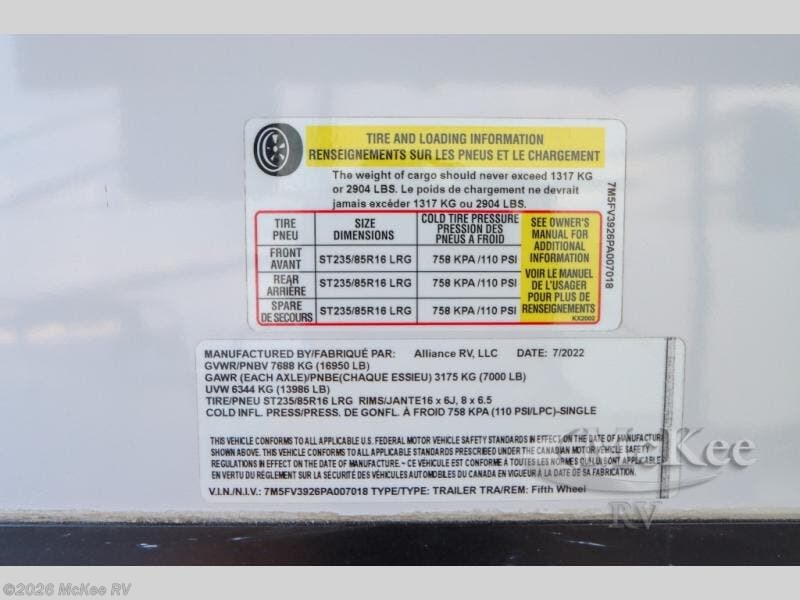 TIRE AND LOADING INFORMATION
RENSEIGNEMENTS SUR LES PNEUS ET LE CHARGEMENT
The weight of cargo should never exceed 1317 KG
or 2904 LBS. Le poids de chargement ne devrait
jamais excéder 1317 KG ou 2904 LBS.
TIRE PNEU
SIZE DIMENSIONS
COLD TIRE PRESSURE
PRESSION DES
PNEUS A FROID
FRONT AVANT
ST235/85R16 LRG
758 KPA /110 PSI
REAR ARRIÈRE
ST235/85R16 LRG
758 KPA /110 PSI
SPARE DE SECOURS
ST235/85R16 LRG
758 KPA /110 PSI
SEE OWNER'S
MANUAL FOR
ADDITIONAL
INFORMATION
VOIR LE MANUEL
DE L'USAGER
POUR PLUS DE
RENSEIGNEMENTS
KX2002
7M5FV3926PA007018
MANUFACTURED BY/FABRIQUÉ PAR: Alliance RV, LLC DATE: 7/2022
GVWR/PNBV 7688 KG (16950 LB)
GAWR (EACH AXLE)/PNBE(CHAQUE ESSIEU) 3175 KG (7000 LB)
UVW 6344 KG (13986 LB)
TIRE/PNEU ST235/85R16 LRG RIMS/JANTE16 x 6J, 8 x 6.5
COLD INFL. PRESS/PRESS. DE GONFL. À FROID 758 KPA (110 PSI/LPC)-SINGLE
THIS VEHICLE CONFORMS TO ALL APPLICABLE U.S. FEDERAL MOTOR VEHICLE SAFETY STANDARDS IN EFFECT ON THE DATE OF MANUFACTURE
SHOWN ABOVE. THIS VEHICLE CONFORMS TO ALL APPLICABLE STANDARDS PRESCRIBED UNDER THE CANADIAN MOTOR VEHICLE SAFETY
REGULATIONS IN EFFECT ON THE DATE OF MANUFACTURE. ~ CE VÉHICULE EST CONFORME À TOUTES LES NORMES QUI LUI SONT APPLICABLES
EN VERTU DU RÈGLEMENT SUR LA SÉCURITÉ DES VÉHICULES AUTOMOBILES DU CANADA EN VIGUEUR À LA DATE DE SA FABRICATION.
V.I.N./N.I.V.: 7M5FV3926PA007018 TYPE/TYPE: TRAILER TRA/REM: Fifth Wheel
McKee
RV
©2026 McKee RV